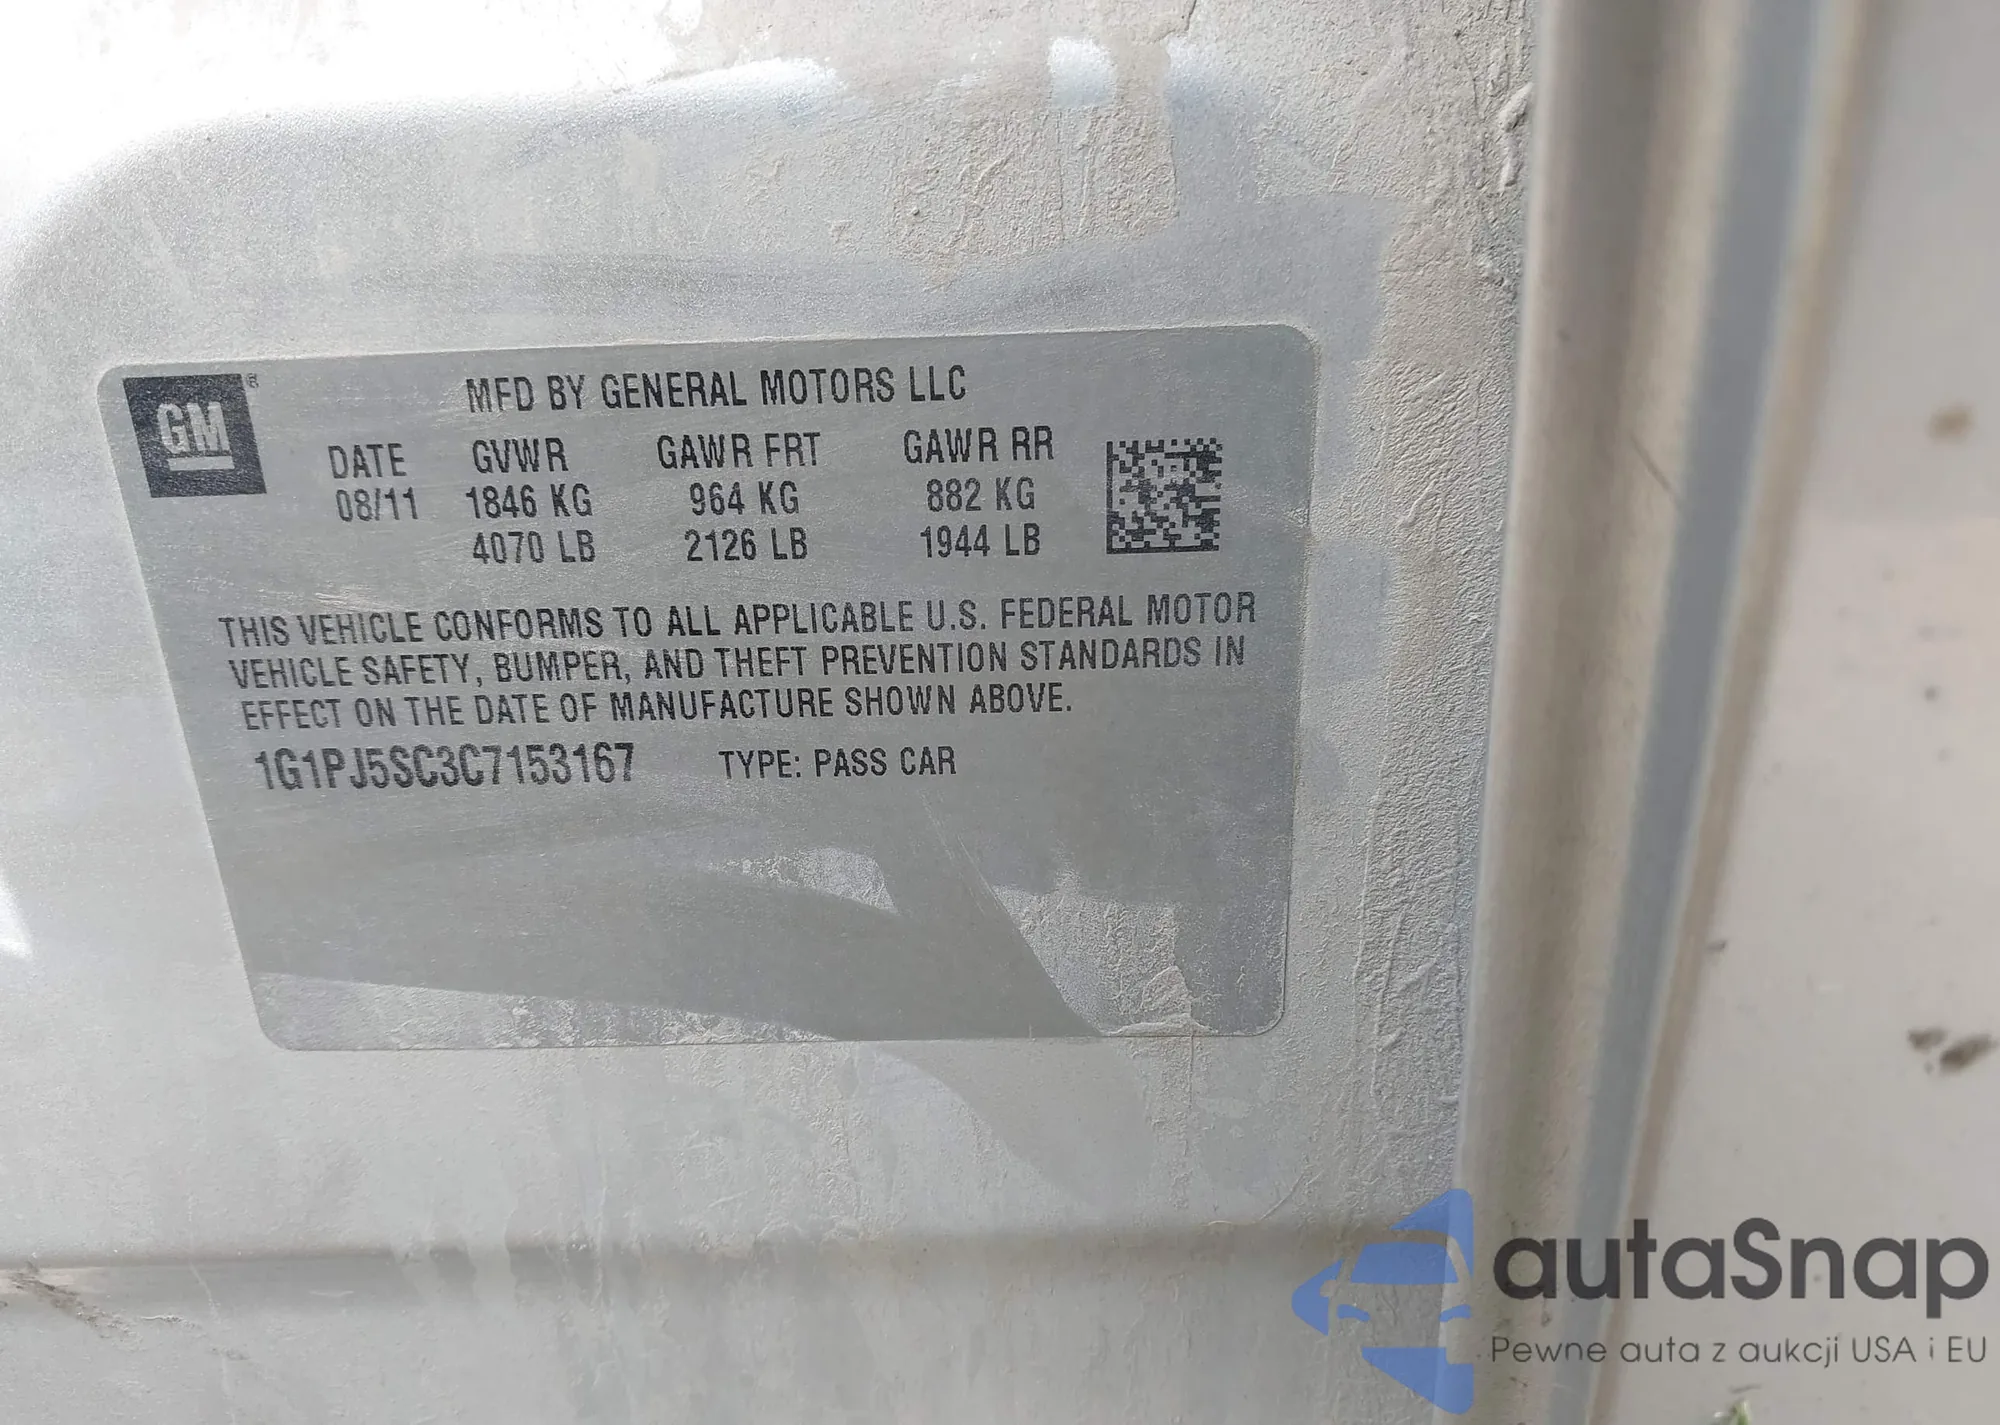 GM®
MFD BY GENERAL MOTORS LLC
DATE GVWR GAWR FRT GAWR RR
08/11 1846 KG 964 KG 882 KG
4070 LB 2126 LB 1944 LB
THIS VEHICLE CONFORMS TO ALL APPLICABLE U.S. FEDERAL MOTOR
VEHICLE SAFETY, BUMPER, AND THEFT PREVENTION STANDARDS IN
EFFECT ON THE DATE OF MANUFACTURE SHOWN ABOVE.
1G1PJ5SC3C7153167 TYPE: PASS CAR
autaSnap
Pewne auta z aukcji USA i EU